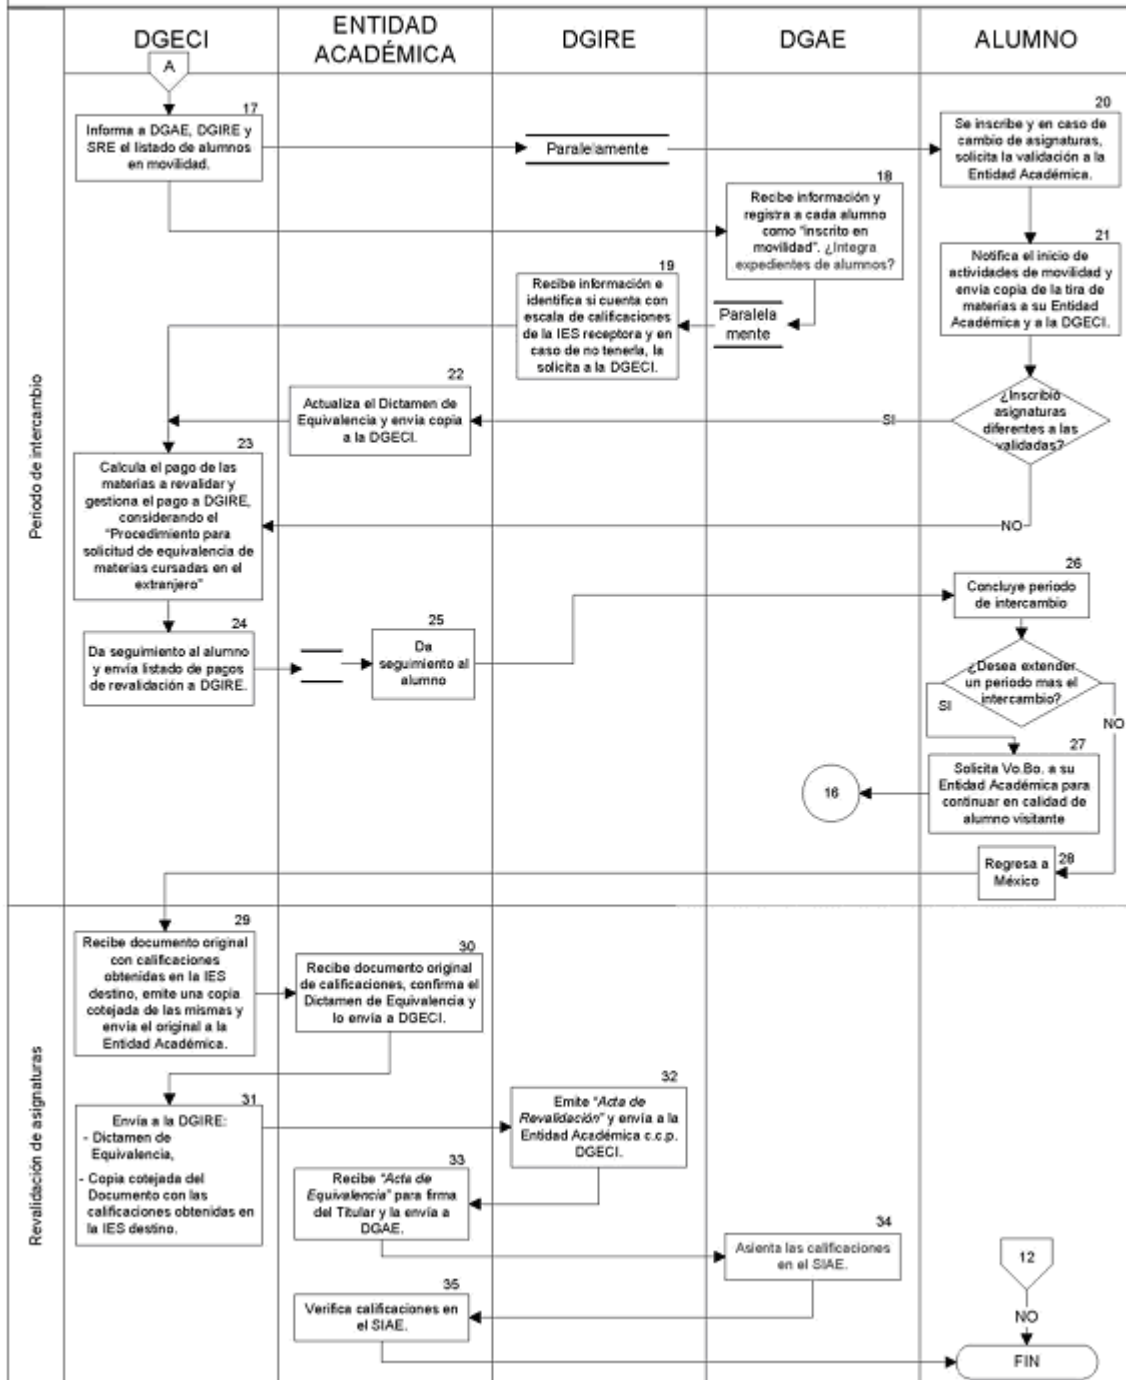 DGECI
ENTIDAD
ACADÉMICA
DGIRE
DGAE
ALUMNO
Periodo de intercambio
A
17
Informa a DGAE, DGIRE y
SRE el listado de alumnos
en movilidad.
Paralelamente
20
Se inscribe y en caso de
cambio de asignaturas,
solicita la validación a la
Entidad Académica.
18
Recibe información y
registra a cada alumno
como "inscrito en
movilidad". ¿Integra
expedientes de alumnos?
21
Notifica el inicio de
actividades de movilidad y
envía copia de la tira de
materias a su Entidad
Académica y a la DGECI.
19
Recibe información e
identifica si cuenta con
escala de calificaciones
de la IES receptora y en
caso de no tenerla, la
solicita a la DGECI.
Paralela
mente
22
Actualiza el Dictamen de
Equivalencia y envía copia
a la DGECI.
SI
¿Inscribió
asignaturas
diferentes a las
validadas?
NO
23
Calcula el pago de las
materias a revalidar y
gestiona el pago a DGIRE,
considerando el
"Procedimiento para
solicitud de equivalencia de
materias cursadas en el
extranjero"
24
Da seguimiento al alumno
y envía listado de pagos
de revalidación a DGIRE.
25
Da
seguimiento al
alumno
26
Concluye periodo
de intercambio
¿Desea extender
un periodo mas el
intercambio?
SI
NO
27
Solicita Vo.Bo. a su
Entidad Académica para
continuar en calidad de
alumno visitante
16
28
Regresa a
México
Revalidación de asignaturas
29
Recibe documento original
con calificaciones
obtenidas en la IES
destino, emite una copia
cotejada de las mismas y
envía el original a la
Entidad Académica.
30
Recibe documento original
de calificaciones, confirma el
Dictamen de Equivalencia y
lo envía a DGECI.
31
Envía a la DGIRE:
- Dictamen de
Equivalencia,
- Copia cotejada del
Documento con las
calificaciones obtenidas en
la IES destino.
32
Emite "Acta de
Revalidación" y envía a la
Entidad Académica c.c.p.
DGECI.
33
Recibe "Acta de
Equivalencia" para firma
del Titular y la envía a
DGAE.
34
Asienta las calificaciones
en el SIAE.
35
Verifica calificaciones en
el SIAE.
12
NO
FIN